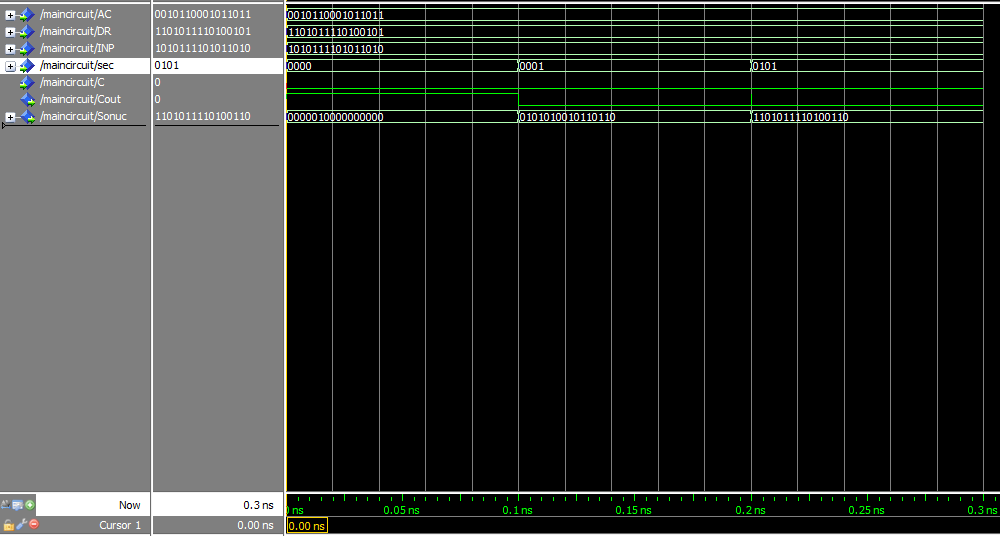 /maincircuit/AC 0010110001011011 0010110001011011
/maincircuit/DR 1101011110100101 1101011110100101
/maincircuit/INP 1010111101011010 1010111101011010
/maincircuit/sec 0101 0000 0001 0101
/maincircuit/C 0
/maincircuit/Cout 0
/maincircuit/Sonuc 1101011110100110 0000010000000000 0101010010110110 1101011110100110
Now 0.3 ns ns 0.05 ns 0.1 ns 0.15 ns 0.2 ns 0.25 ns 0.3 ns
Cursor 1 0.00 ns 0.00 ns